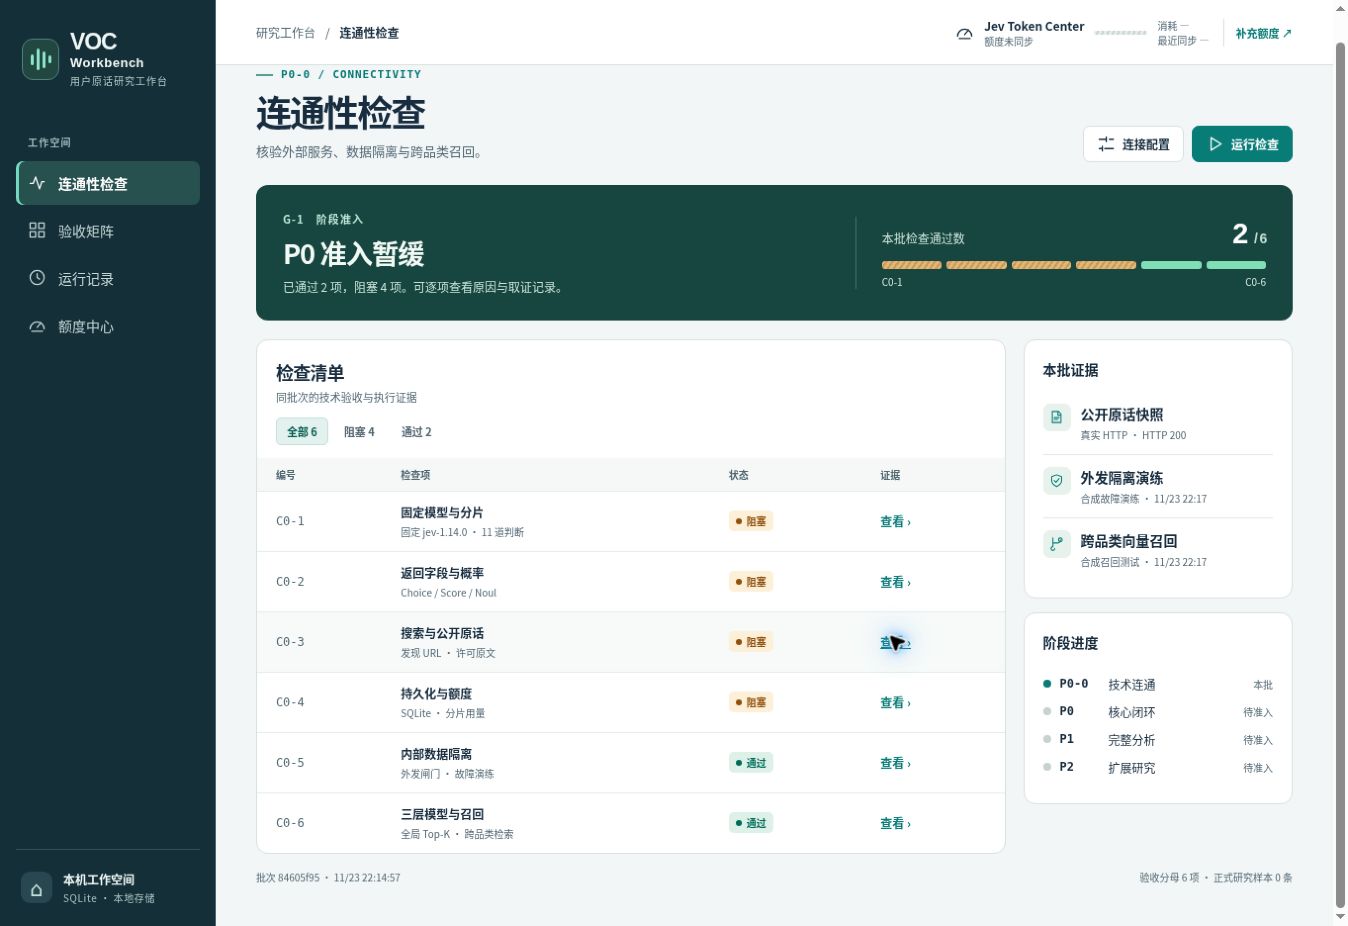 VOC
Workbench
用户原话研究工作台
工作空间
连通性检查
验收矩阵
运行记录
额度中心
本机工作空间
SQLite · 本地存储
研究工作台 / 连通性检查
Jev Token Center
额度未同步
消耗 —
最近同步 —
补充额度 ↗
P0-0 / CONNECTIVITY
连通性检查
核验外部服务、数据隔离与跨品类召回。
连接配置
运行检查
G-1 阶段准入
P0 准入暂缓
已通过 2 项，阻塞 4 项。可逐项查看原因与取证记录。
本批检查通过数
2 / 6
C0-1
C0-6
检查清单
同批次的技术验收与执行证据
全部 6 阻塞 4 通过 2
编号 检查项 状态 证据
C0-1 固定模型与分片 阻塞 查看 ›
固定 jev-1.14.0 · 11 道判断
C0-2 返回字段与概率 阻塞 查看 ›
Choice / Score / Noul
C0-3 搜索与公开原话 阻塞 查 ›
发现 URL · 许可原文
C0-4 持久化与额度 阻塞 查看 ›
SQLite · 分片用量
C0-5 内部数据隔离 通过 查看 ›
外发闸门 · 故障演练
C0-6 三层模型与召回 通过 查看 ›
全局 Top-K · 跨品类检索
本批证据
公开原话快照
真实 HTTP · HTTP 200
外发隔离演练
合成故障演练 · 11/23 22:17
跨品类向量召回
合成召回测试 · 11/23 22:17
阶段进度
P0-0 技术连通 本批
P0 核心闭环 待准入
P1 完整分析 待准入
P2 扩展研究 待准入
批次 84605f95 · 11/23 22:14:57
验收分母 6 项 · 正式研究样本 0 条